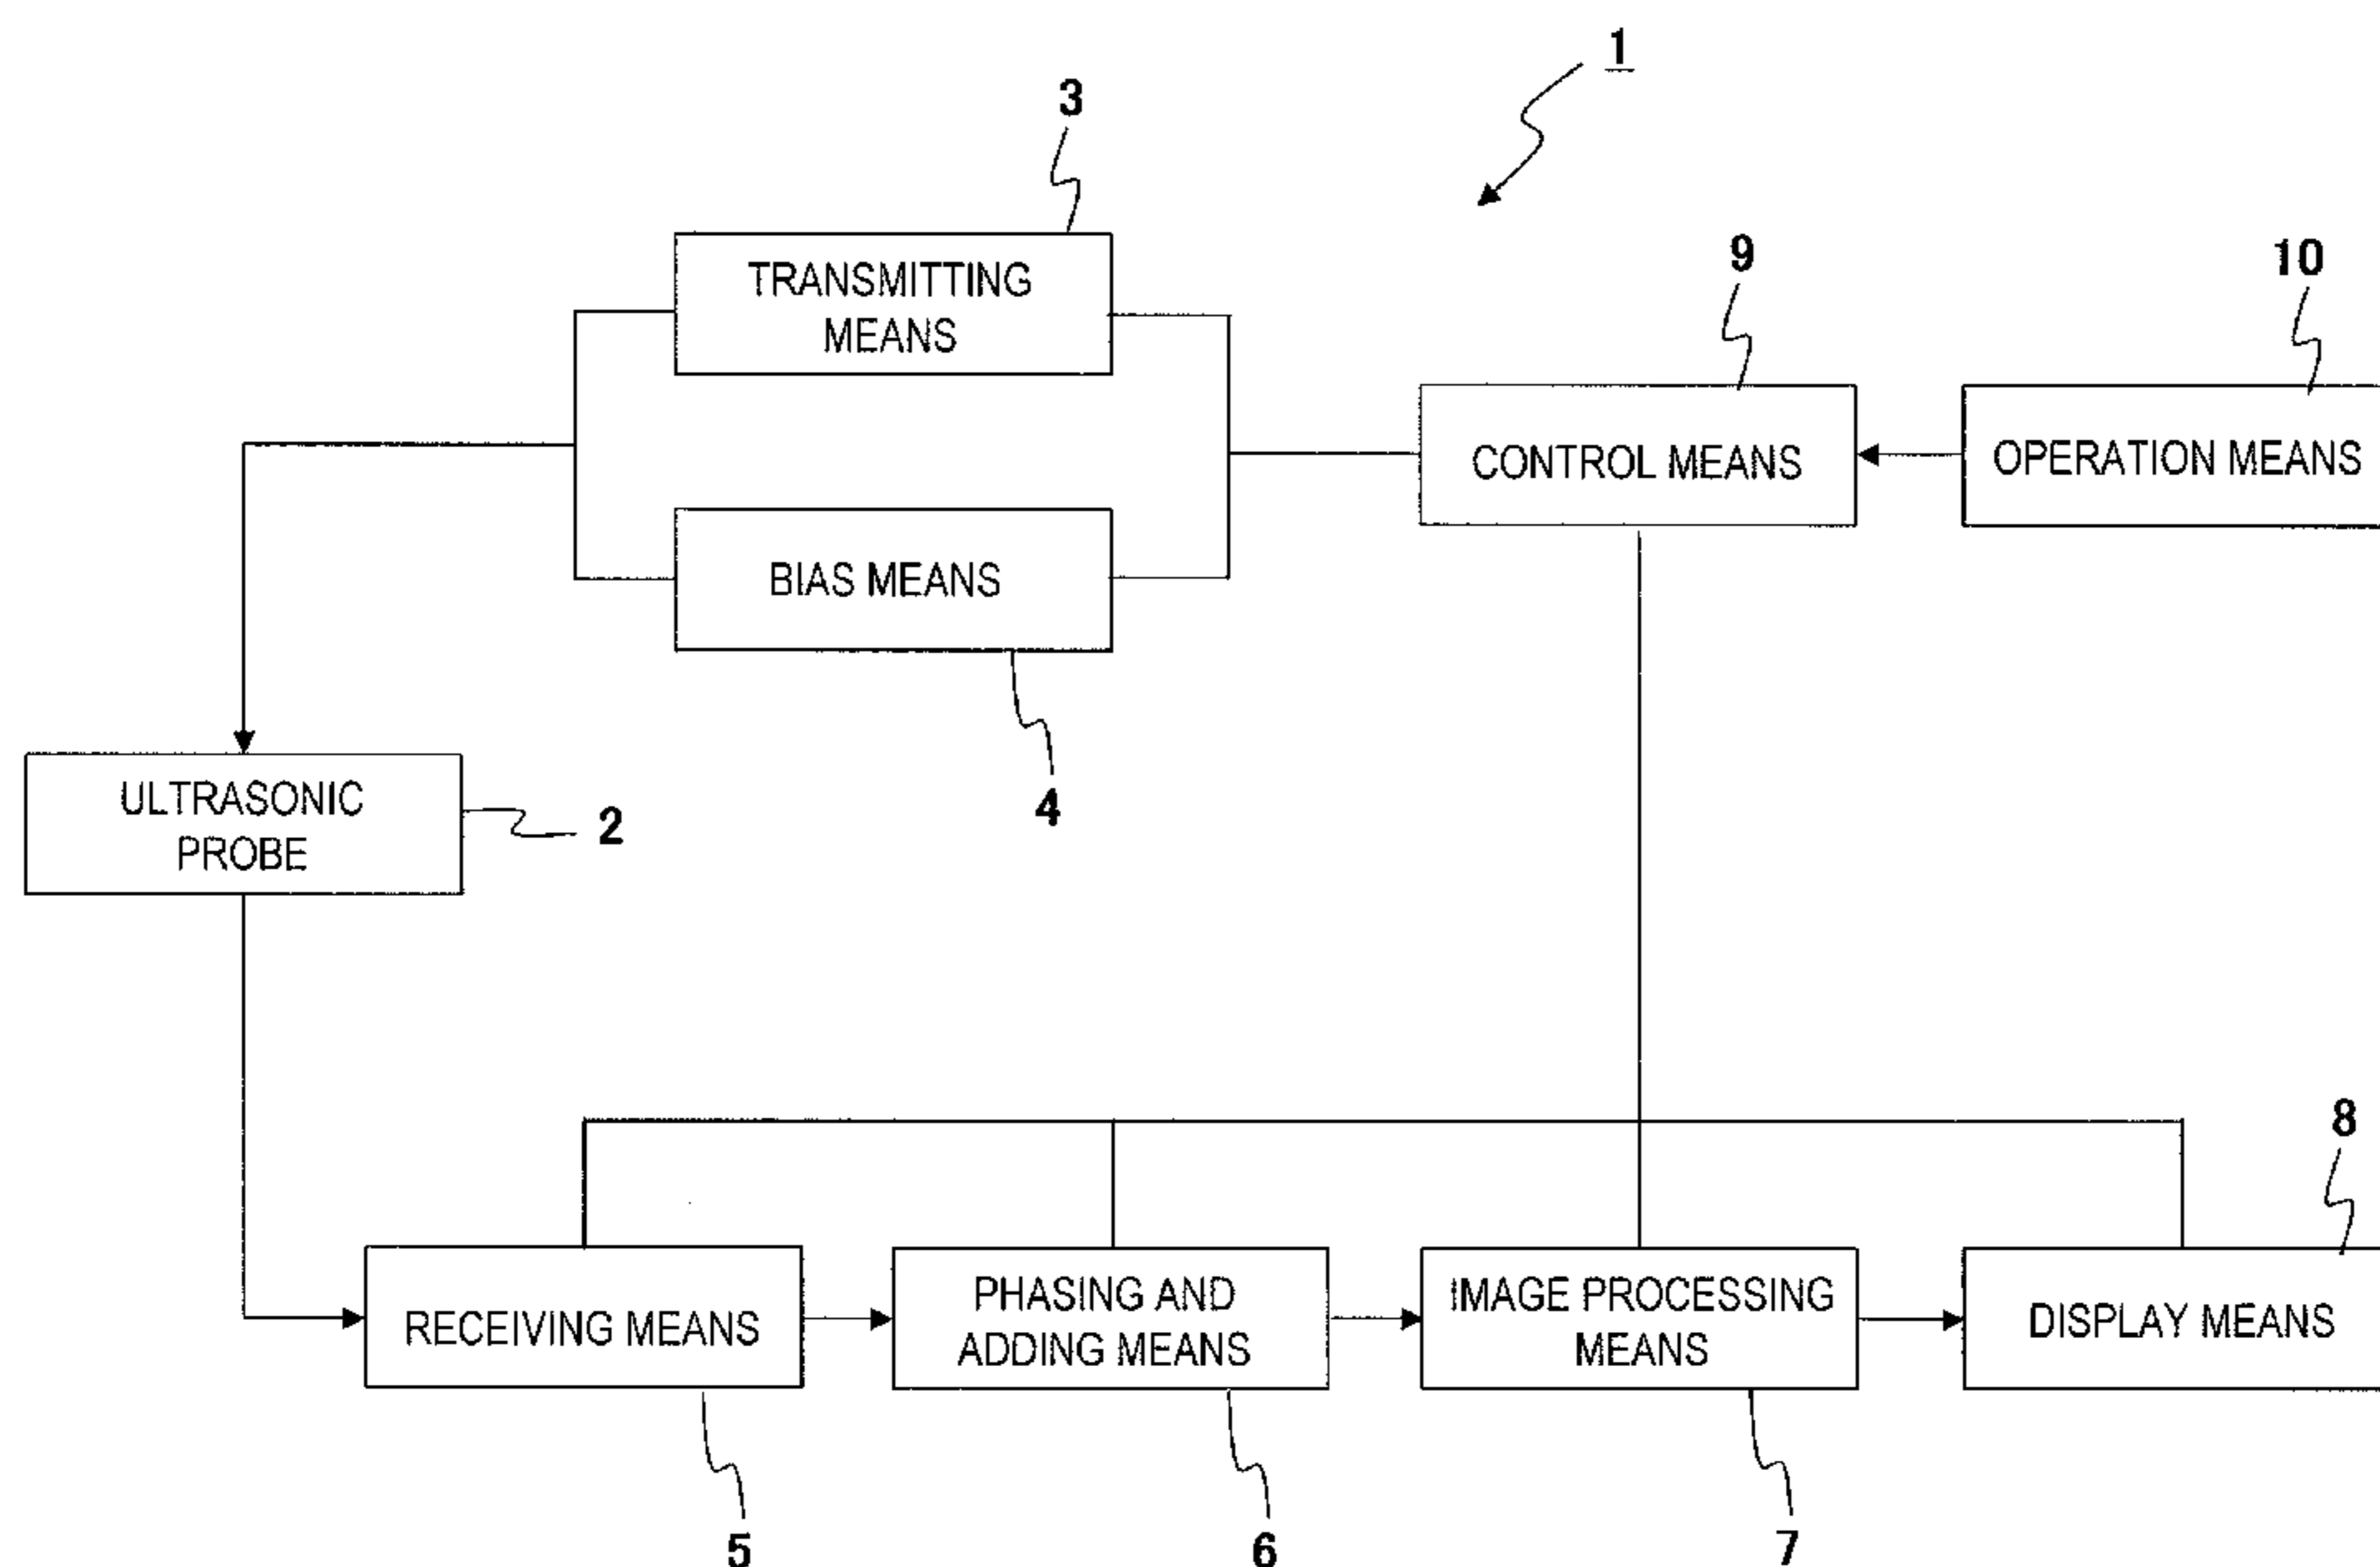 1
3
TRANSMITTING
MEANS
9
10
CONTROL MEANS
OPERATION MEANS
BIAS MEANS
4
ULTRASONIC
PROBE
2
8
RECEIVING MEANS
PHASING AND
ADDING MEANS
IMAGE PROCESSING
MEANS
DISPLAY MEANS
5
6
7